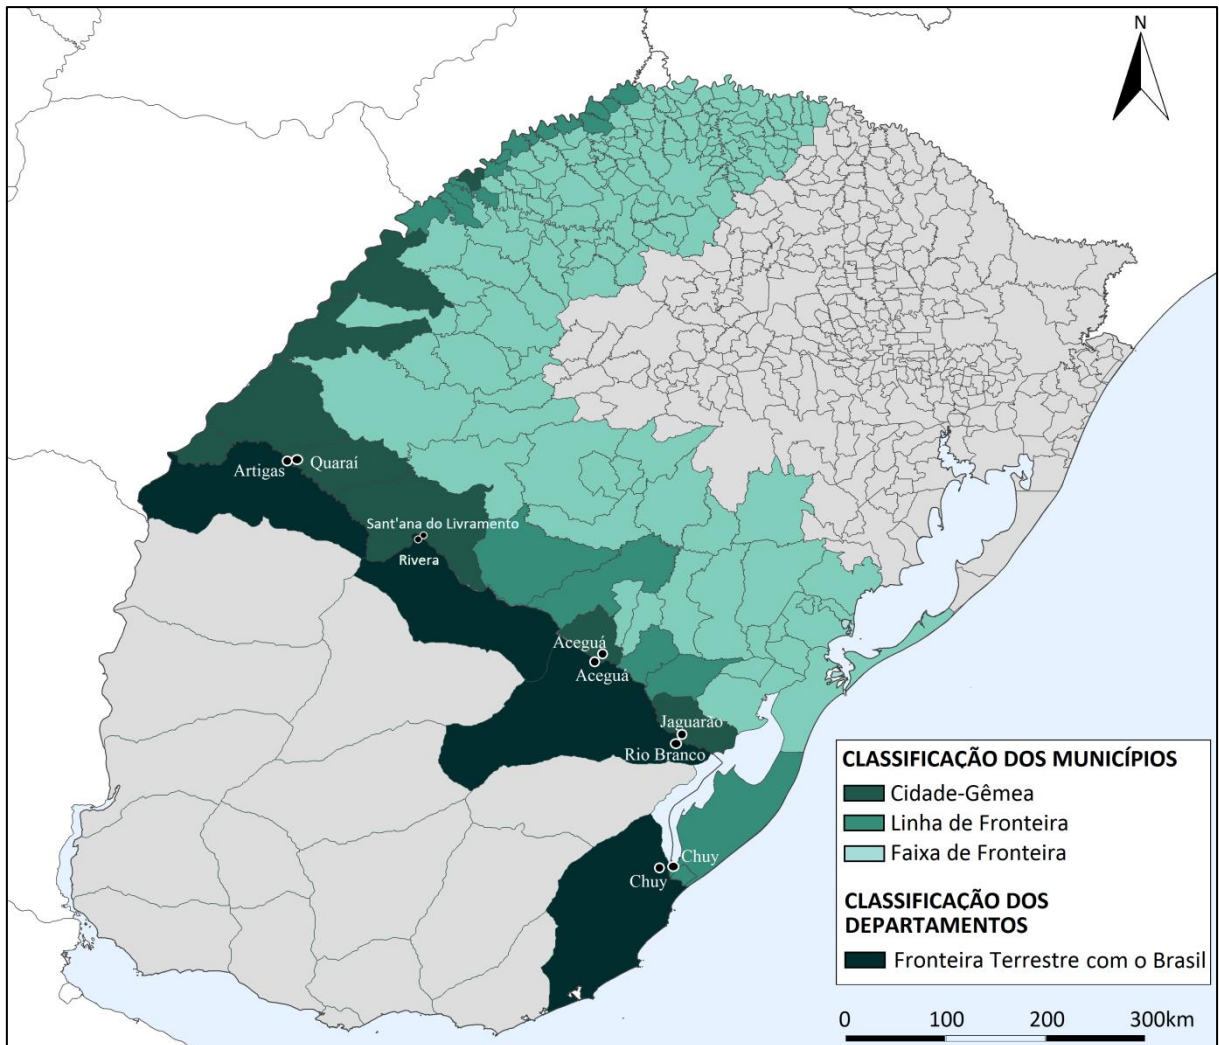 N
Artigas
Quaraí
Sant'ana do Livramento
Rivera
Aceguá
Aceguá
Jaguarão
Rio Branco
Chuy
Chuy
CLASSIFICAÇÃO DOS MUNICÍPIOS
Cidade-Gêmea
Linha de Fronteira
Faixa de Fronteira
CLASSIFICAÇÃO DOS
DEPARTAMENTOS
Fronteira Terrestre com o Brasil
0 100 200 300km